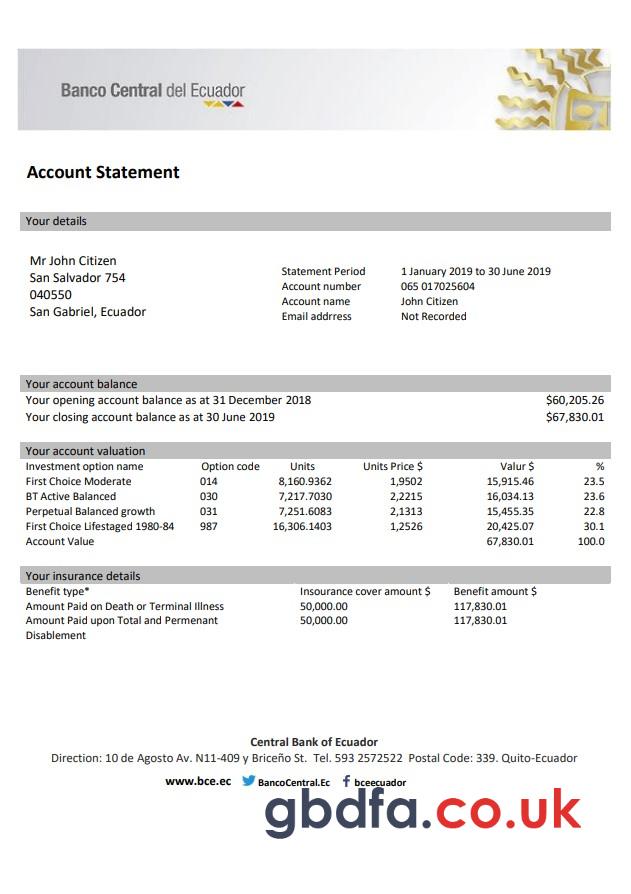 Banco Central del Ecuador
Account Statement
Your details
Mr John Citizen
San Salvador 754
040550
San Gabriel, Ecuador
Statement Period 1 January 2019 to 30 June 2019
Account number 065 017025604
Account name John Citizen
Email addrress Not Recorded
Your account balance
Your opening account balance as at 31 December 2018 $60,205.26
Your closing account balance as at 30 June 2019 $67,830.01
Your account valuation
Investment option name Option code Units Units Price $ Valur $ %
First Choice Moderate 014 8,160.9362 1,9502 15,915.46 23.5
BT Active Balanced 030 7,217.7030 2,2215 16,034.13 23.6
Perpetual Balanced growth 031 7,251.6083 2,1313 15,455.35 22.8
First Choice Lifestaged 1980-84 987 16,306.1403 1,2526 20,425.07 30.1
Account Value 67,830.01 100.0
Your insurance details
Benefit type* Insourance cover amount $ Benefit amount $
Amount Paid on Death or Terminal Illness 50,000.00 117,830.01
Amount Paid upon Total and Permenant 50,000.00 117,830.01
Disablement
Central Bank of Ecuador
Direction: 10 de Agosto Av. N11-409 y Briceño St. Tel. 593 2572522 Postal Code: 339. Quito-Ecuador
www.bce.ec BancoCentral.Ec bceecuador
gbdfa.co.uk